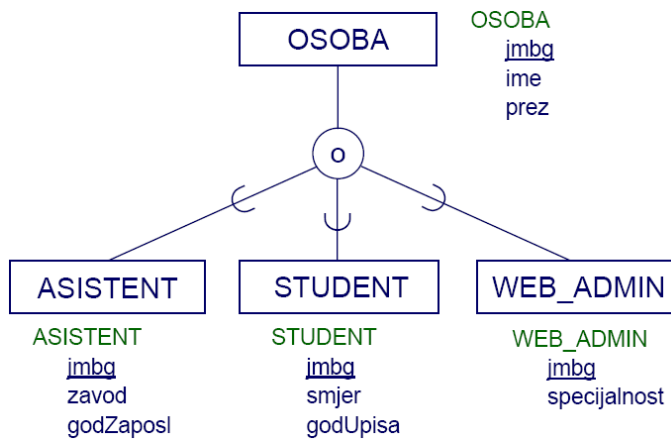 OSOBA
OSOBA
jmbg
ime
prez
o
ASISTENT
STUDENT
WEB_ADMIN
ASISTENT
jmbg
zavod
godZaposl
STUDENT
jmbg
smjer
godUpisa
WEB_ADMIN
jmbg
specijalnost